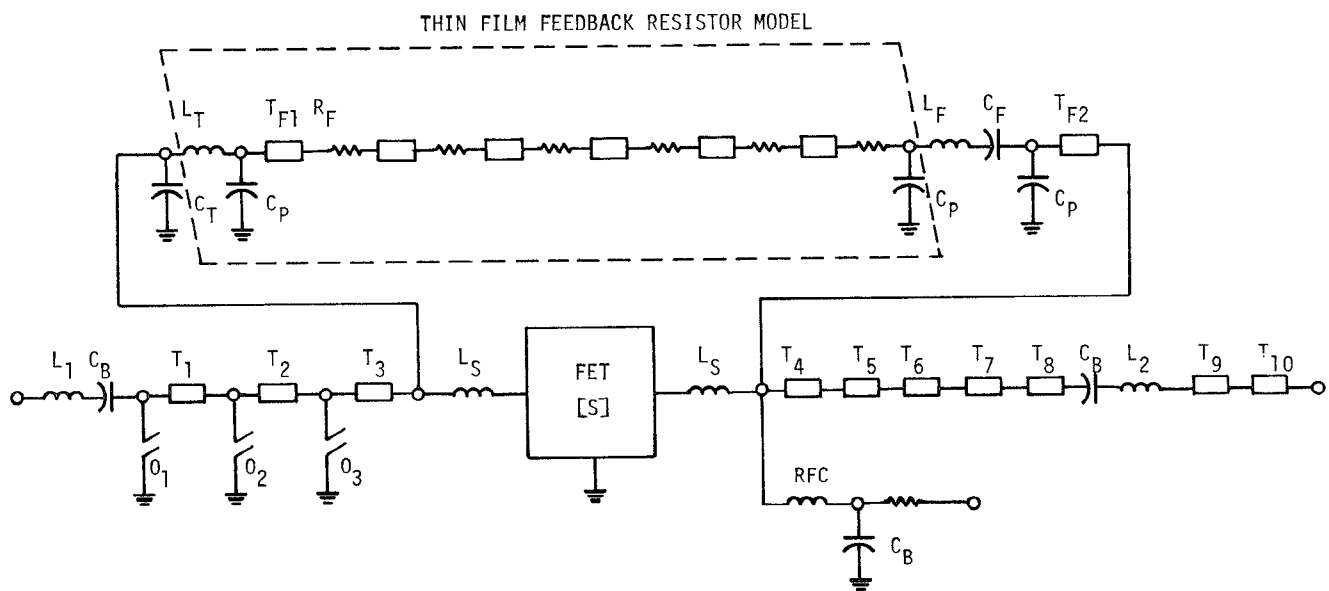 THIN FILM FEEDBACK RESISTOR MODEL
L_T T_F1 R_F L_F C_F T_F2
C_T C_P C_P C_P
L_1 C_B T_1 T_2 T_3 L_S FET L_S T_4 T_5 T_6 T_7 T_8 C_B L_2 T_9 T_10
[S]
O_1 O_2 O_3
RFC
C_B